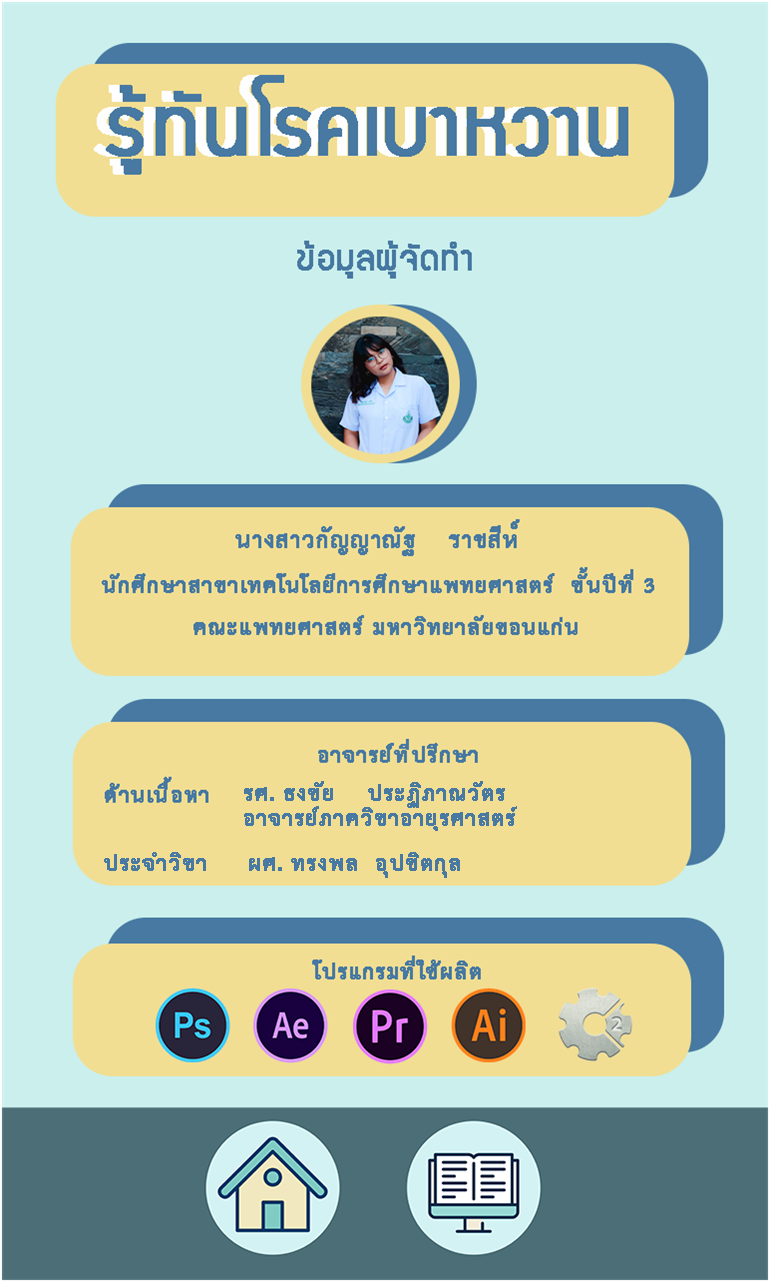 รู้ทันโรคเบาหวาน
ข้อมูลผู้จัดทำ
นางสาวกัญญาณัฐ ราชสีห์
นักศึกษาสาขาเทคโนโลยีการศึกษาแพทยศาสตร์ ชั้นปีที่ 3
คณะแพทยศาสตร์ มหาวิทยาลัยขอนแก่น
อาจารย์ที่ปรึกษา
ด้านเนื้อหา รศ. ธงชัย ประฏิภาณวัตร
อาจารย์ภาควิชาอายุรศาสตร์
ประจำวิชา ผศ. ทรงพล อุปชิตกุล
โปรแกรมที่ใช้ผลิต
Ps Ae Pr Ai 2